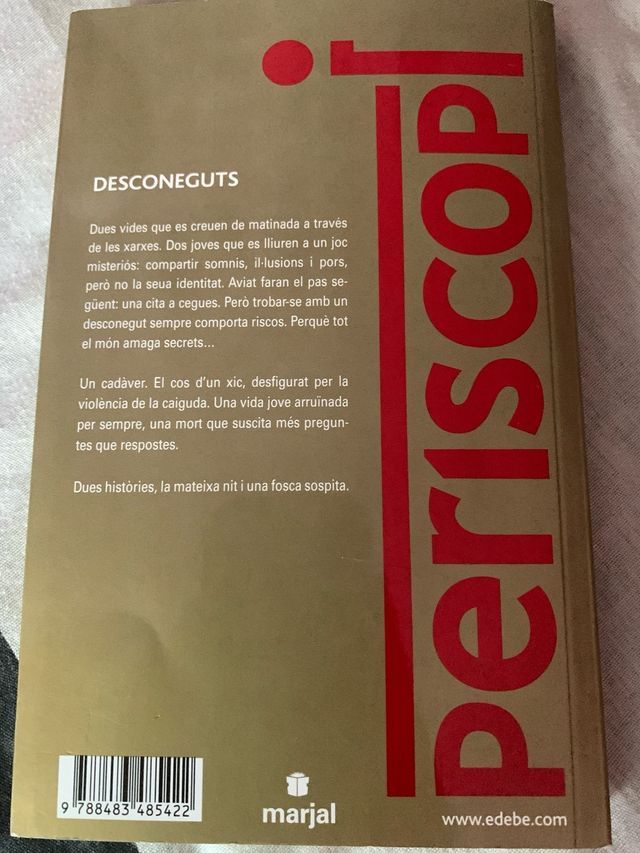 DESCONEGUTS
Dues vides que es creuen de matinada a través
de les xarxes. Dos joves que es lliuren a un joc
misteriós: compartir somnis, il·lusions i pors,
però no la seua identitat. Aviat faran el pas se-
güent: una cita a cegues. Però trobar-se amb un
desconegut sempre comporta riscos. Perquè tot
el món amaga secrets...
Un cadàver. El cos d'un xic, desfigurat per la
violència de la caiguda. Una vida jove arruïnada
per sempre, una mort que suscita més pregun-
tes que respostes.
Dues històries, la mateixa nit i una fosca sospita.
periscopi
9 788483 485422
marjal
www.edebe.com